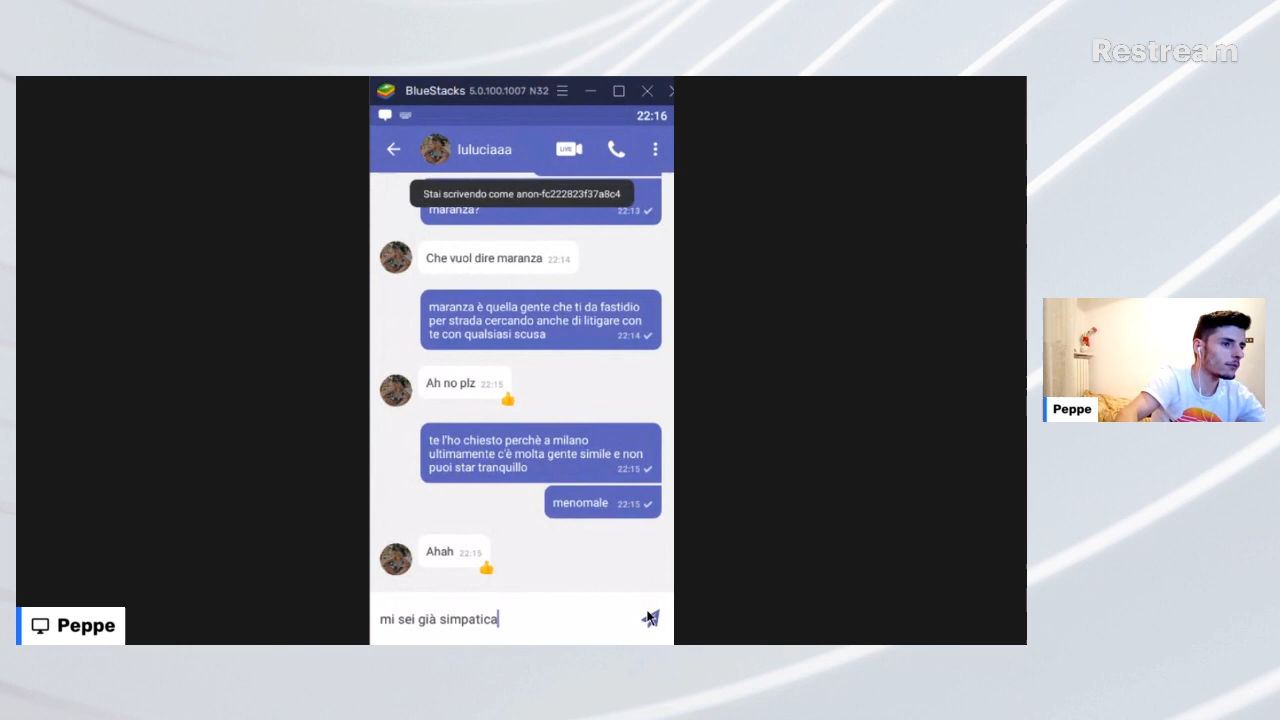 Restream
BlueStacks 5.0.100.1007 N32
22:16
LIVE
luluciaaa
Stai scrivendo come anon-fc222823f37a8c4
maranza?
22:13
Che vuol dire maranza 22:14
maranza è quella gente che ti da fastidio
per strada cercando anche di litigare con
te con qualsiasi scusa
22:14
Ah no plz 22:15
te l'ho chiesto perchè a milano
ultimamente c'è molta gente simile e non
puoi star tranquillo
22:15
menomale 22:15
Ahah 22:15
mi sei già simpatica
Peppe
Peppe